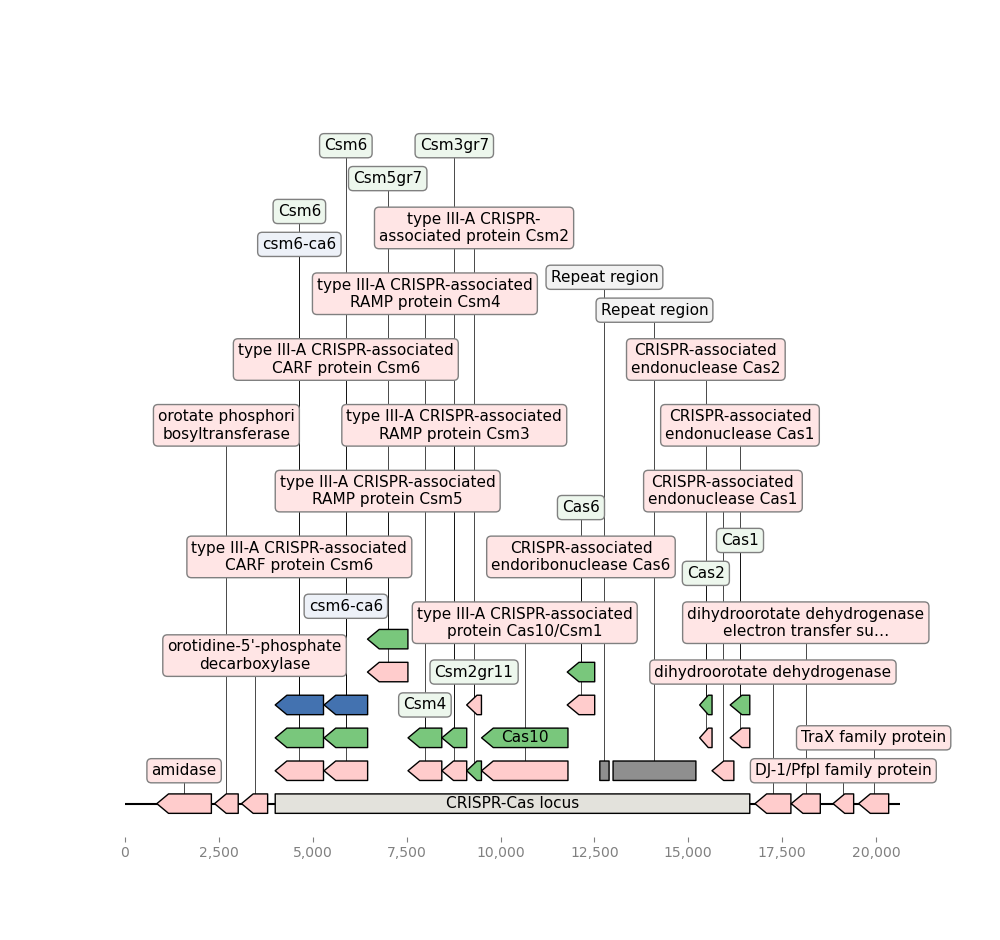 Csm6
Csm3gr7
Csm5gr7
Csm6
type III-A CRISPR-
associated protein Csm2
csm6-ca6
Repeat region
type III-A CRISPR-associated
RAMP protein Csm4
Repeat region
type III-A CRISPR-associated
CARF protein Csm6
CRISPR-associated
endonuclease Cas2
orotate phosphori
bosyltransferase
type III-A CRISPR-associated
RAMP protein Csm3
CRISPR-associated
endonuclease Cas1
type III-A CRISPR-associated
RAMP protein Csm5
CRISPR-associated
endonuclease Cas1
Cas6
Cas1
type III-A CRISPR-associated
CARF protein Csm6
CRISPR-associated
endoribonuclease Cas6
Cas2
csm6-ca6
type III-A CRISPR-associated
protein Cas10/Csm1
dihydroorotate dehydrogenase
electron transfer su...
orotidine-5'-phosphate
decarboxylase
Csm2gr11
dihydroorotate dehydrogenase
Csm4
Cas10
TraX family protein
amidase
DJ-1/PfpI family protein
CRISPR-Cas locus
0
2,500
5,000
7,500
10,000
12,500
15,000
17,500
20,000